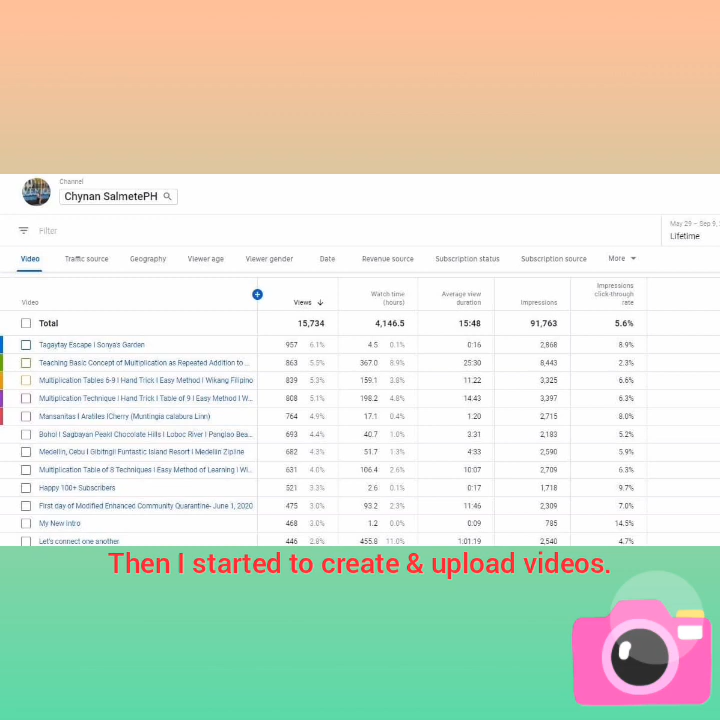 Channel
Chynan SalmetePH
Filter
May 29 – Sep 9,
Lifetime
Video Traffic source Geography Viewer age Viewer gender Date Revenue source Subscription status Subscription source More
Video Views Watch time (hours) Average view duration Impressions Impressions click-through rate
Total 15,734 4,146.5 15:48 91,763 5.6%
Tagaytay Escape I Sonya's Garden 957 6.1% 4.5 0.1% 0:16 2,868 8.9%
Teaching Basic Concept of Multiplication as Repeated Addition to ... 863 5.5% 367.0 8.9% 25:30 8,443 2.3%
Multiplication Tables 6-9 I Hand Trick I Easy Method I Wikang Filipino 839 5.3% 159.1 3.8% 11:22 3,325 6.6%
Multiplication Technique I Hand Trick I Table of 9 I Easy Method I W... 808 5.1% 198.2 4.8% 14:43 3,397 6.3%
Mansanitas I Aratiles ICherry (Muntingia calabura Linn) 764 4.9% 17.1 0.4% 1:20 2,715 8.0%
Bohol I Sagbayan Peak! Chocolate Hills I Loboc River I Panglao Bea... 693 4.4% 40.7 1.0% 3:31 2,183 5.2%
Medellin, Cebu I Gibitngil Funtastic Island Resort I Medellin Zipline 682 4.3% 51.7 1.3% 4:33 2,590 5.9%
Multiplication Table of 8 Techniques I Easy Method of Learning I Wi... 631 4.0% 106.4 2.6% 10:07 2,709 6.3%
Happy 100+ Subscribers 521 3.3% 2.6 0.1% 0:17 1,718 9.7%
First day of Modified Enhanced Community Quarantine- June 1, 2020 475 3.0% 93.2 2.3% 11:46 2,309 7.0%
My New Intro 468 3.0% 1.2 0.0% 0:09 785 14.5%
Let's connect one another 446 2.8% 455.8 11.0% 1:01:19 2,540 4.7%
Then I started to create & upload videos.